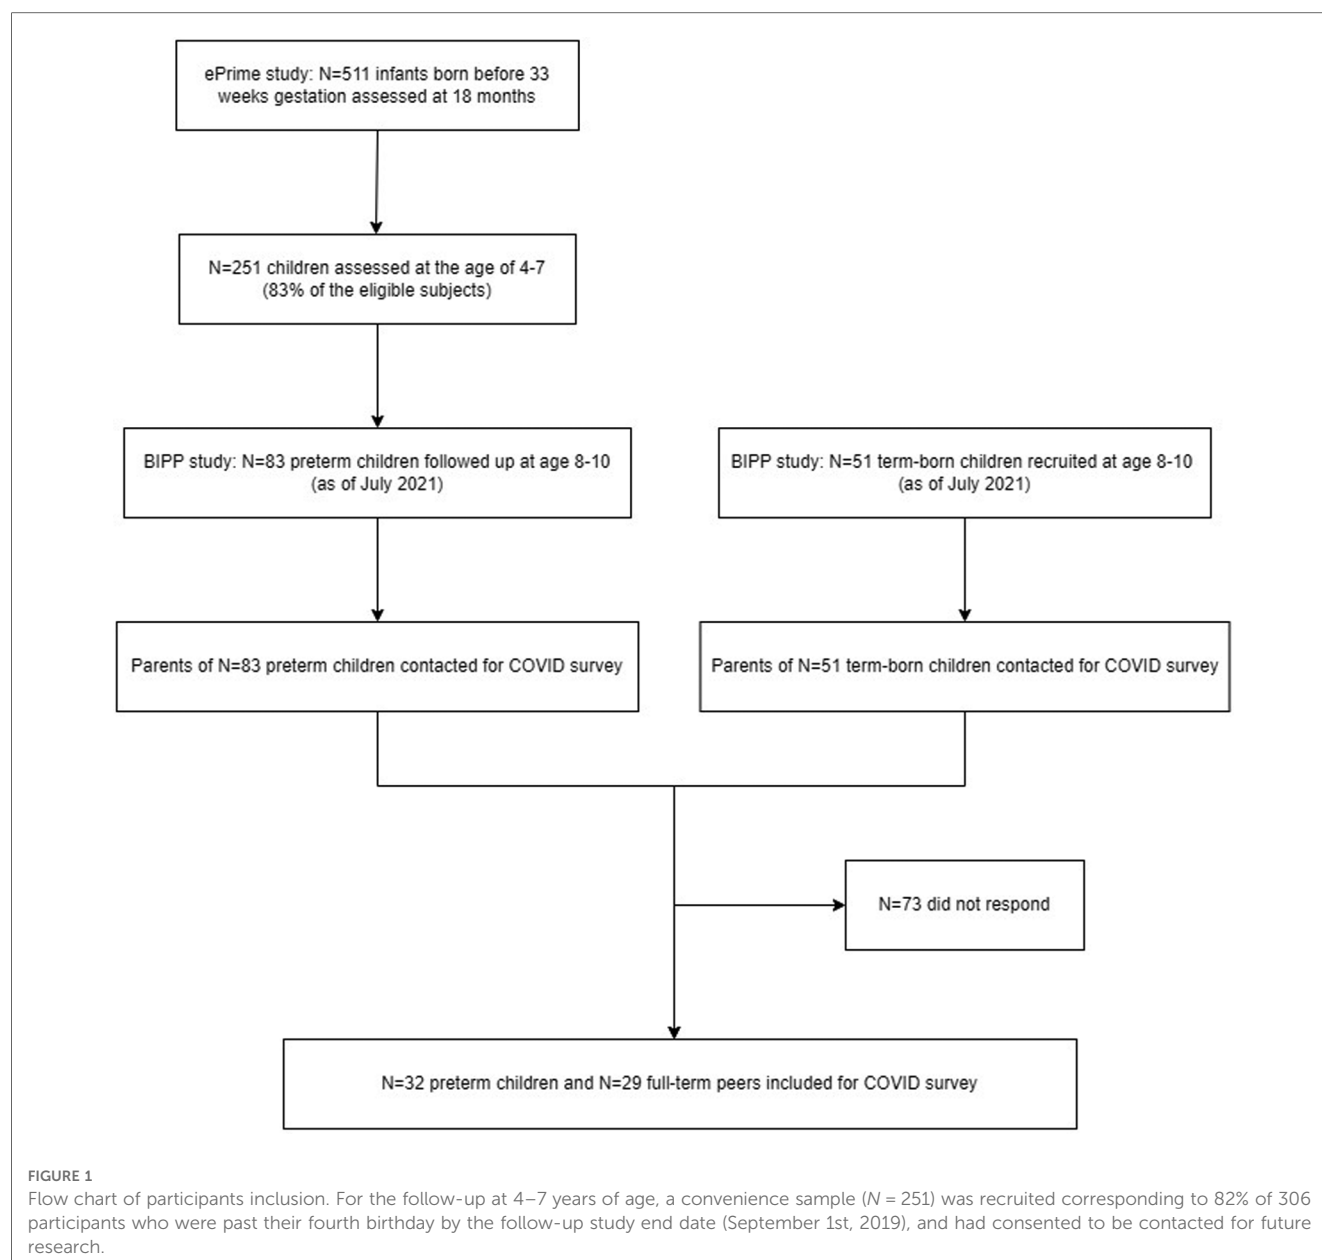 ePrime study: N=511 infants born before 33
weeks gestation assessed at 18 months
N=251 children assessed at the age of 4-7
(83% of the eligible subjects)
BIPP study: N=83 preterm children followed up at age 8-10
(as of July 2021)
BIPP study: N=51 term-born children recruited at age 8-10
(as of July 2021)
Parents of N=83 preterm children contacted for COVID survey
Parents of N=51 term-born children contacted for COVID survey
N=73 did not respond
N=32 preterm children and N=29 full-term peers included for COVID survey
FIGURE 1
Flow chart of participants inclusion. For the follow-up at 4–7 years of age, a convenience sample (N = 251) was recruited corresponding to 82% of 306
participants who were past their fourth birthday by the follow-up study end date (September 1st, 2019), and had consented to be contacted for future
research.